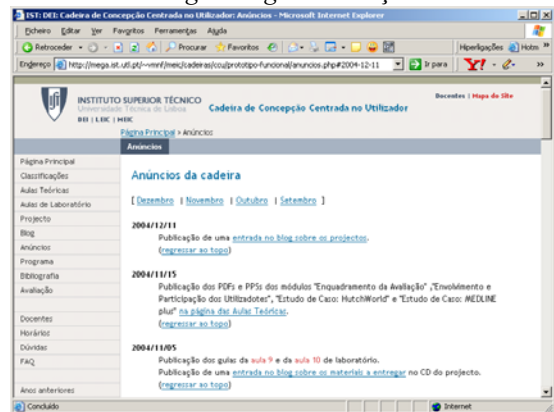 IST: DEI: Cadeira de Concepção Centrada no Utilizador: Anúncios - Microsoft Internet Explorer
Ficheiro Editar Ver Favoritos Ferramentas Ajuda
Retroceder Procurar Favoritos Hiperligações Hotm »
Endereço http://mega.ist.utl.pt/~vmnf/meic/cadeiras/ccu/prototipo-funcional/anuncios.php#2004-12-11 Ir para
INSTITUTO SUPERIOR TÉCNICO
Universidade Técnica de Lisboa
DEI | LEIC | MEIC
Cadeira de Concepção Centrada no Utilizador
Docentes | Mapa do Site
Página Principal » Anúncios
Anúncios
Página Principal
Classificações
Aulas Teóricas
Aulas de Laboratório
Projecto
Blog
Anúncios
Programa
Bibliografia
Avaliação
Docentes
Horários
Dúvidas
FAQ
Anos anteriores
Anúncios da cadeira
[ Dezembro | Novembro | Outubro | Setembro ]
2004/12/11
Publicação de uma entrada no blog sobre os projectos.
(regressar ao topo)
2004/11/15
Publicação dos PDFs e PPSs dos módulos "Enquadramento da Avaliação" ,"Envolvimento e
Participação dos Utilizadotes", "Estudo de Caso: HutchWorld" e "Estudo de Caso: MEDLINE
plus" na página das Aulas Teóricas.
(regressar ao topo)
2004/11/05
Publicação dos guias da aula 9 e da aula 10 de laboratório.
Publicação de uma entrada no blog sobre os materiais a entregar no CD do projecto.
(regressar ao topo)
Concluído
Internet